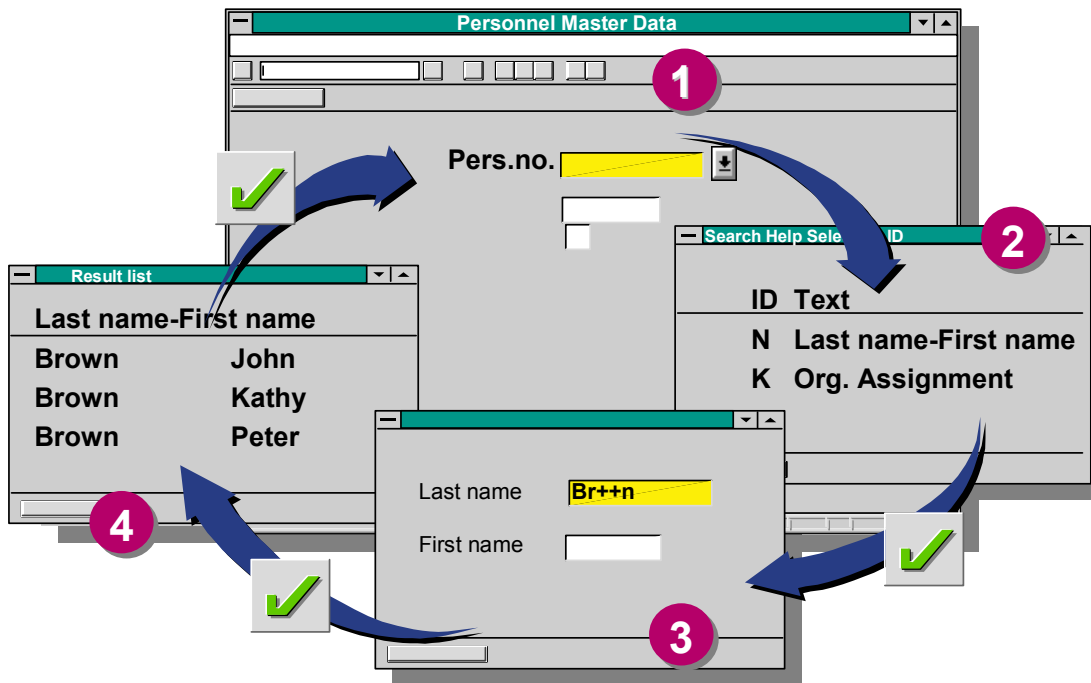 Personnel Master Data
1
Pers.no.
Search Help Sele ID
2
ID Text
N Last name-First name
K Org. Assignment
Result list
Last name-First name
Brown John
Brown Kathy
Brown Peter
4
Last name Br++n
First name
3